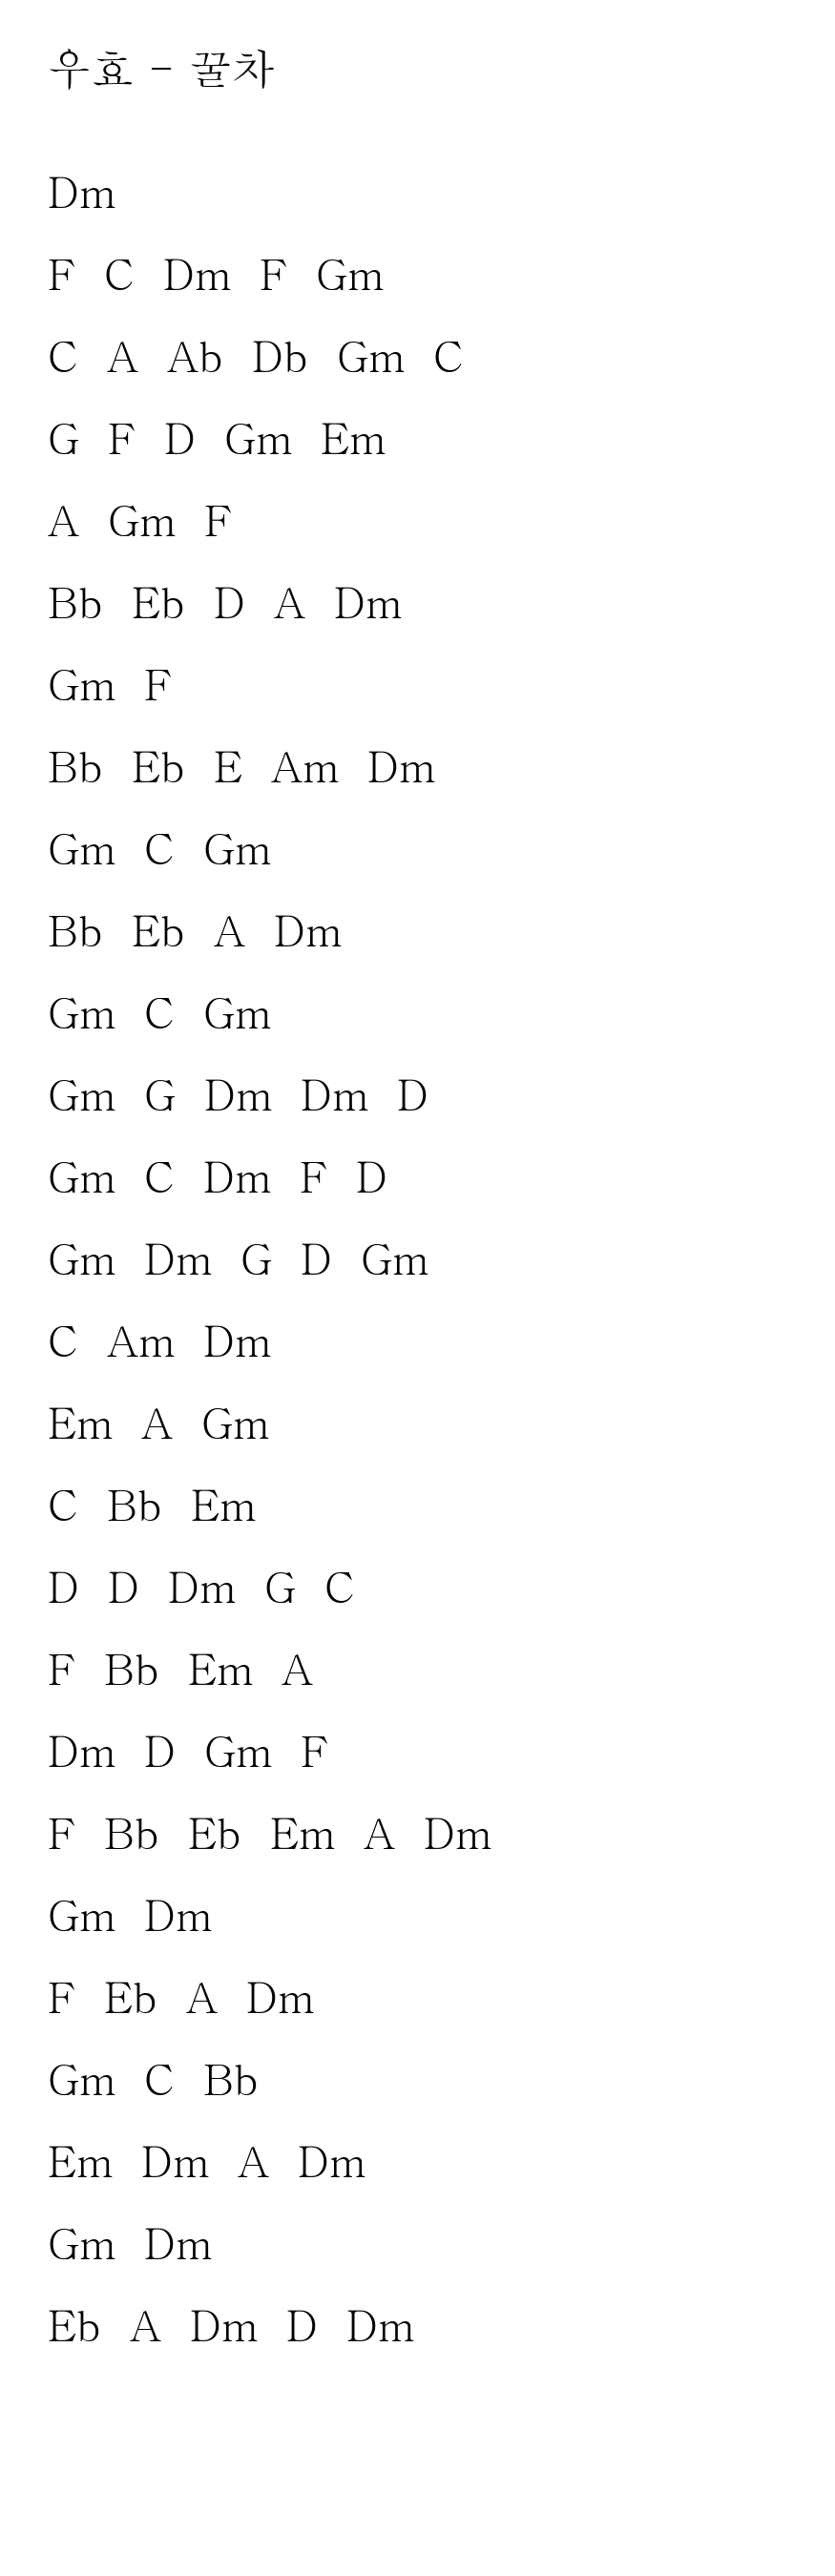 우효 - 꿀차
Dm
F C Dm F Gm
C A Ab Db Gm C
G F D Gm Em
A Gm F
Bb Eb D A Dm
Gm F
Bb Eb E Am Dm
Gm C Gm
Bb Eb A Dm
Gm C Gm
Gm G Dm Dm D
Gm C Dm F D
Gm Dm G D Gm
C Am Dm
Em A Gm
C Bb Em
D D Dm G C
F Bb Em A
Dm D Gm F
F Bb Eb Em A Dm
Gm Dm
F Eb A Dm
Gm C Bb
Em Dm A Dm
Gm Dm
Eb A Dm D Dm